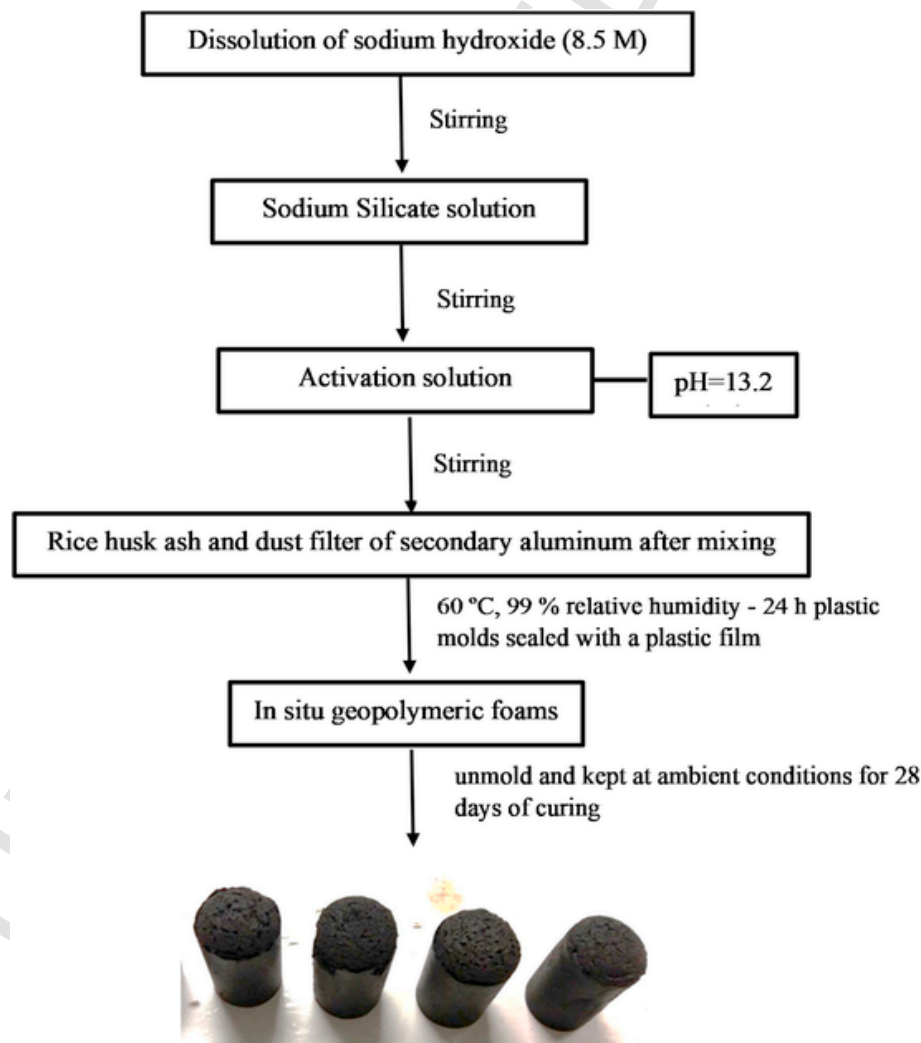 Dissolution of sodium hydroxide (8.5 M)
Stirring
Sodium Silicate solution
Stirring
Activation solution
pH=13.2
Stirring
Rice husk ash and dust filter of secondary aluminum after mixing
60 ºC, 99 % relative humidity - 24 h plastic
molds sealed with a plastic film
In situ geopolymeric foams
unmold and kept at ambient conditions for 28
days of curing